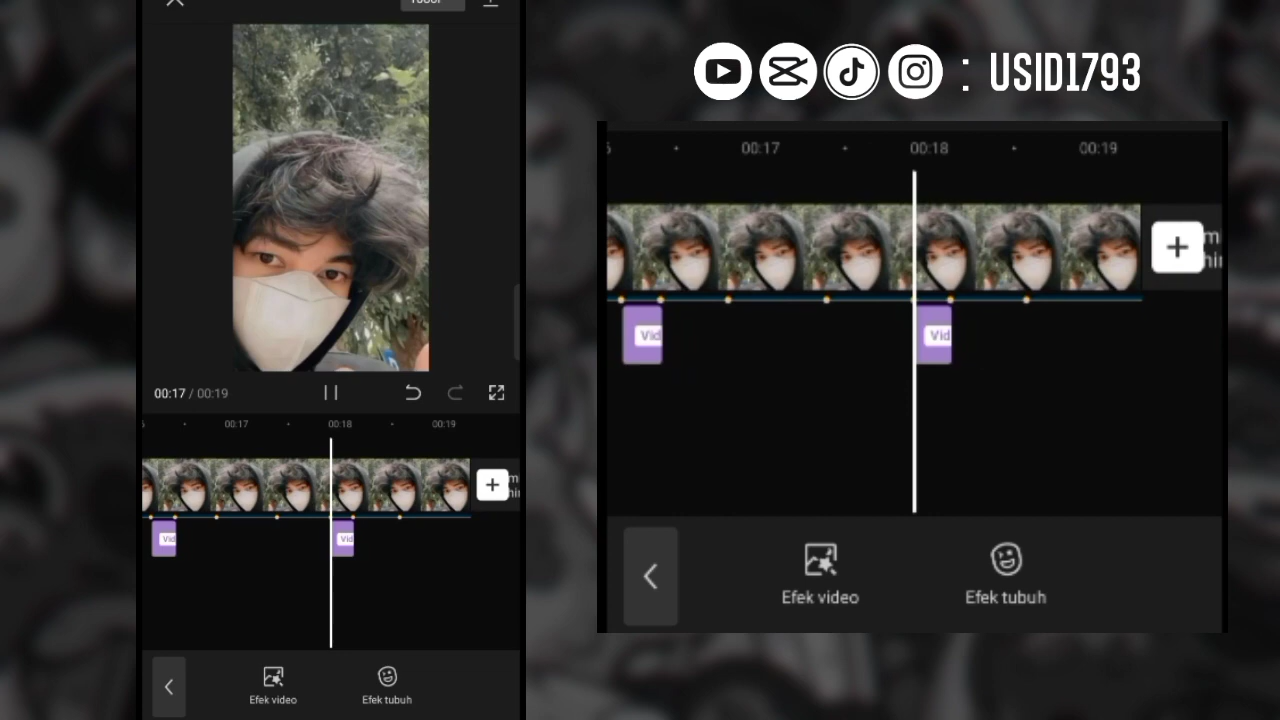 : USID1793
00:17 / 00:19
00:17 00:18 00:19
Vid Vid
Efek video Efek tubuh
00:17 00:18 00:19
Vid Vid
Efek video Efek tubuh